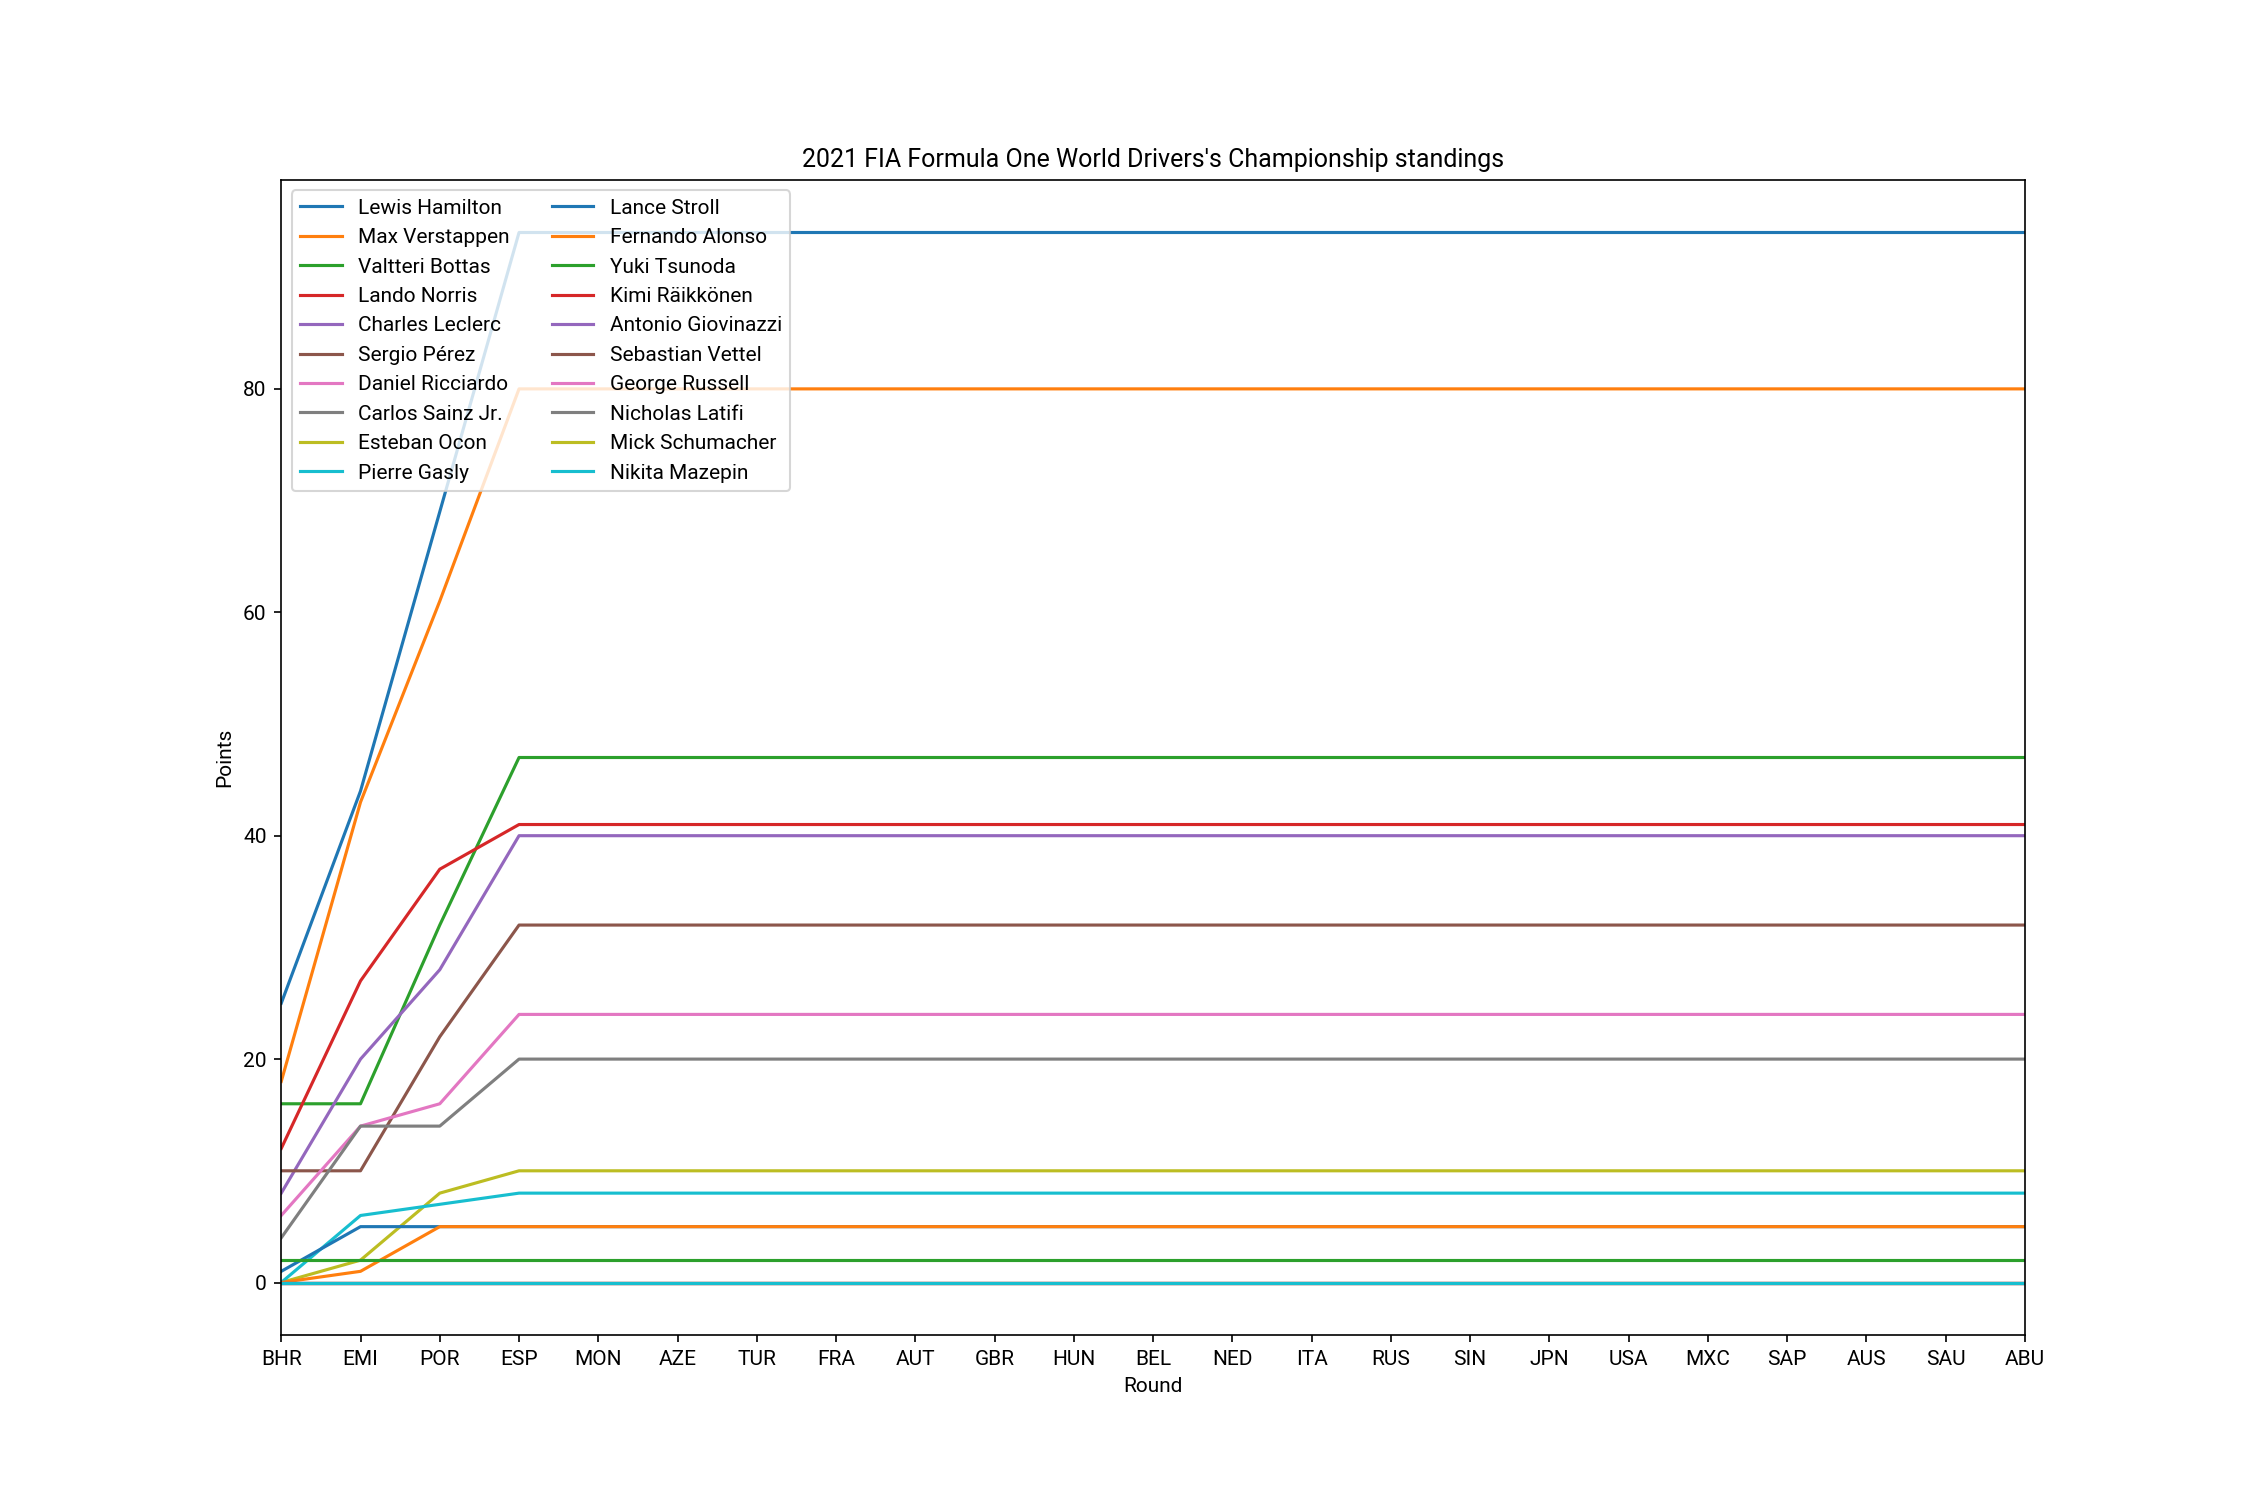 2021 FIA Formula One World Drivers's Championship standings
Lewis Hamilton
Max Verstappen
Valtteri Bottas
Lando Norris
Charles Leclerc
Sergio Pérez
Daniel Ricciardo
Carlos Sainz Jr.
Esteban Ocon
Pierre Gasly
Lance Stroll
Fernando Alonso
Yuki Tsunoda
Kimi Räikkönen
Antonio Giovinazzi
Sebastian Vettel
George Russell
Nicholas Latifi
Mick Schumacher
Nikita Mazepin
80
60
40
20
0
Points
BHR EMI POR ESP MON AZE TUR FRA AUT GBR HUN BEL NED ITA RUS SIN JPN USA MXC SAP AUS SAU ABU
Round